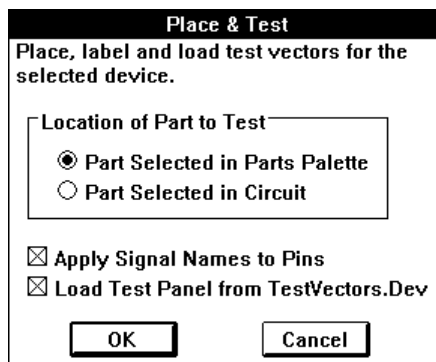 Place & Test
Place, label and load test vectors for the
selected device.
Location of Part to Test
Part Selected in Parts Palette
Part Selected in Circuit
Apply Signal Names to Pins
Load Test Panel from TestVectors.Dev
OK Cancel